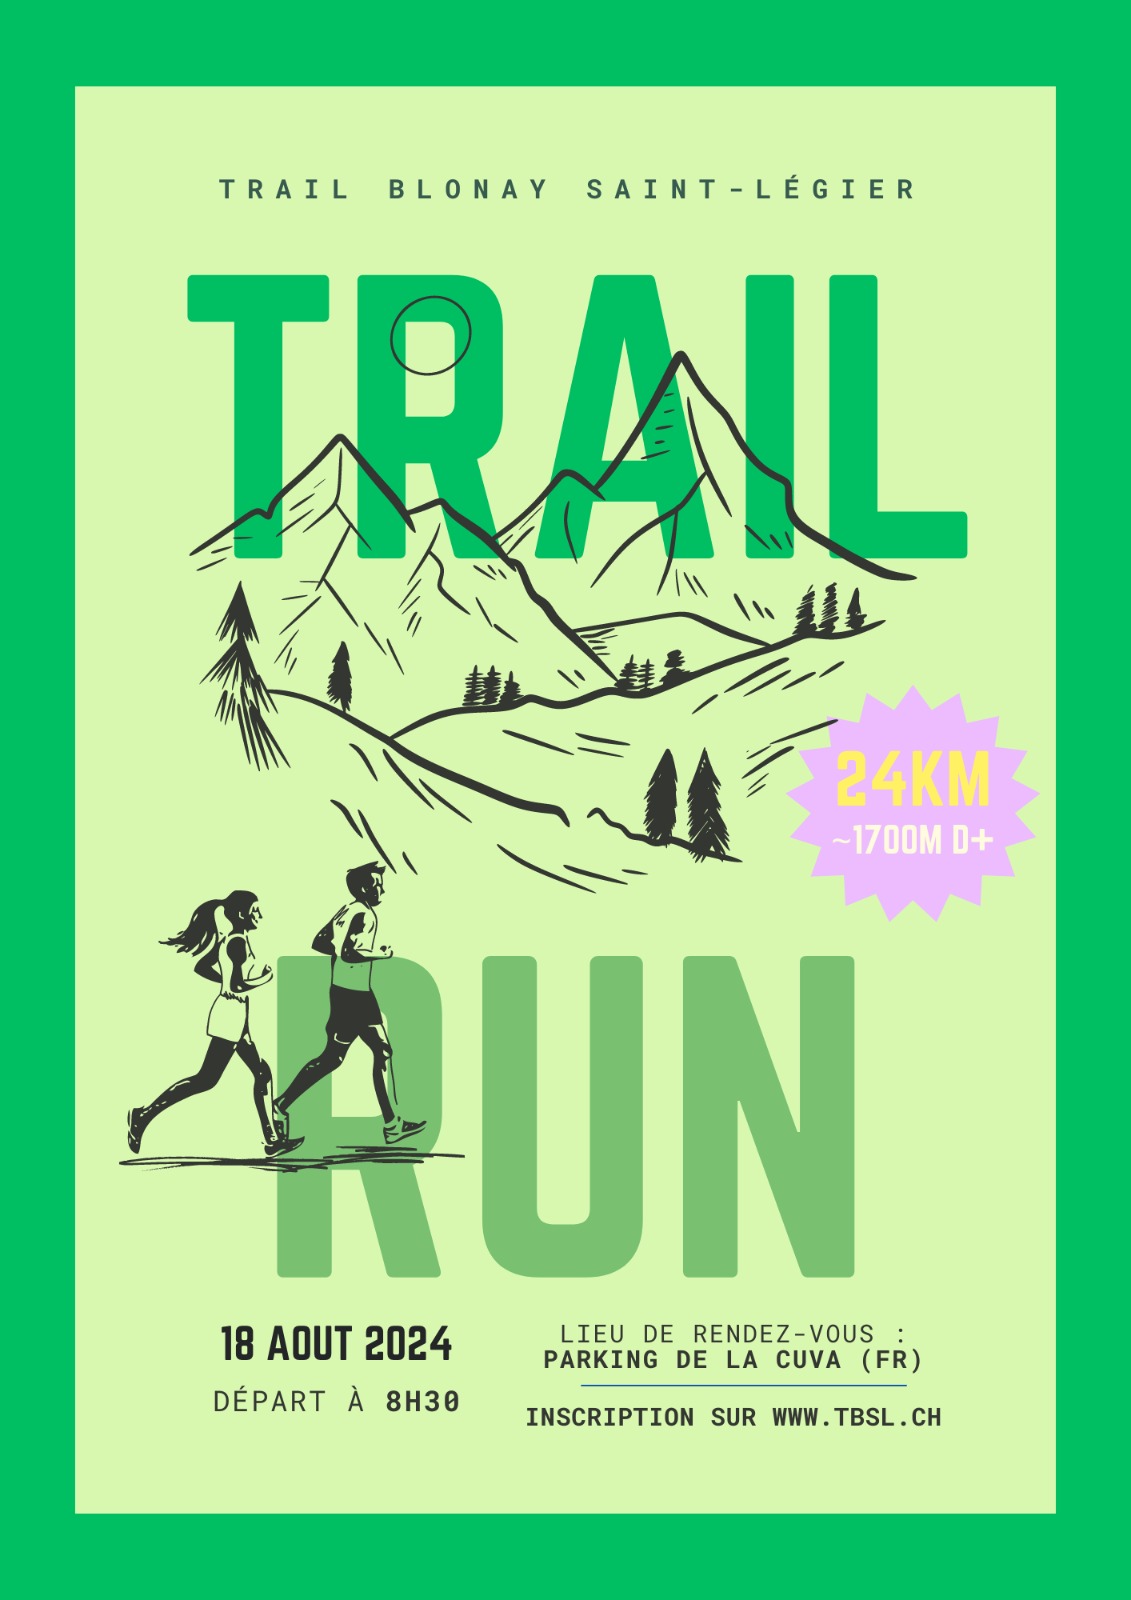 TRAIL BLONAY SAINT-LÉGIER
TRAIL
24KM
~1700M D+
RUN
18 AOUT 2024
DÉPART À 8H30
LIEU DE RENDEZ-VOUS :
PARKING DE LA CUVA (FR)
INSCRIPTION SUR WWW.TBSL.CH